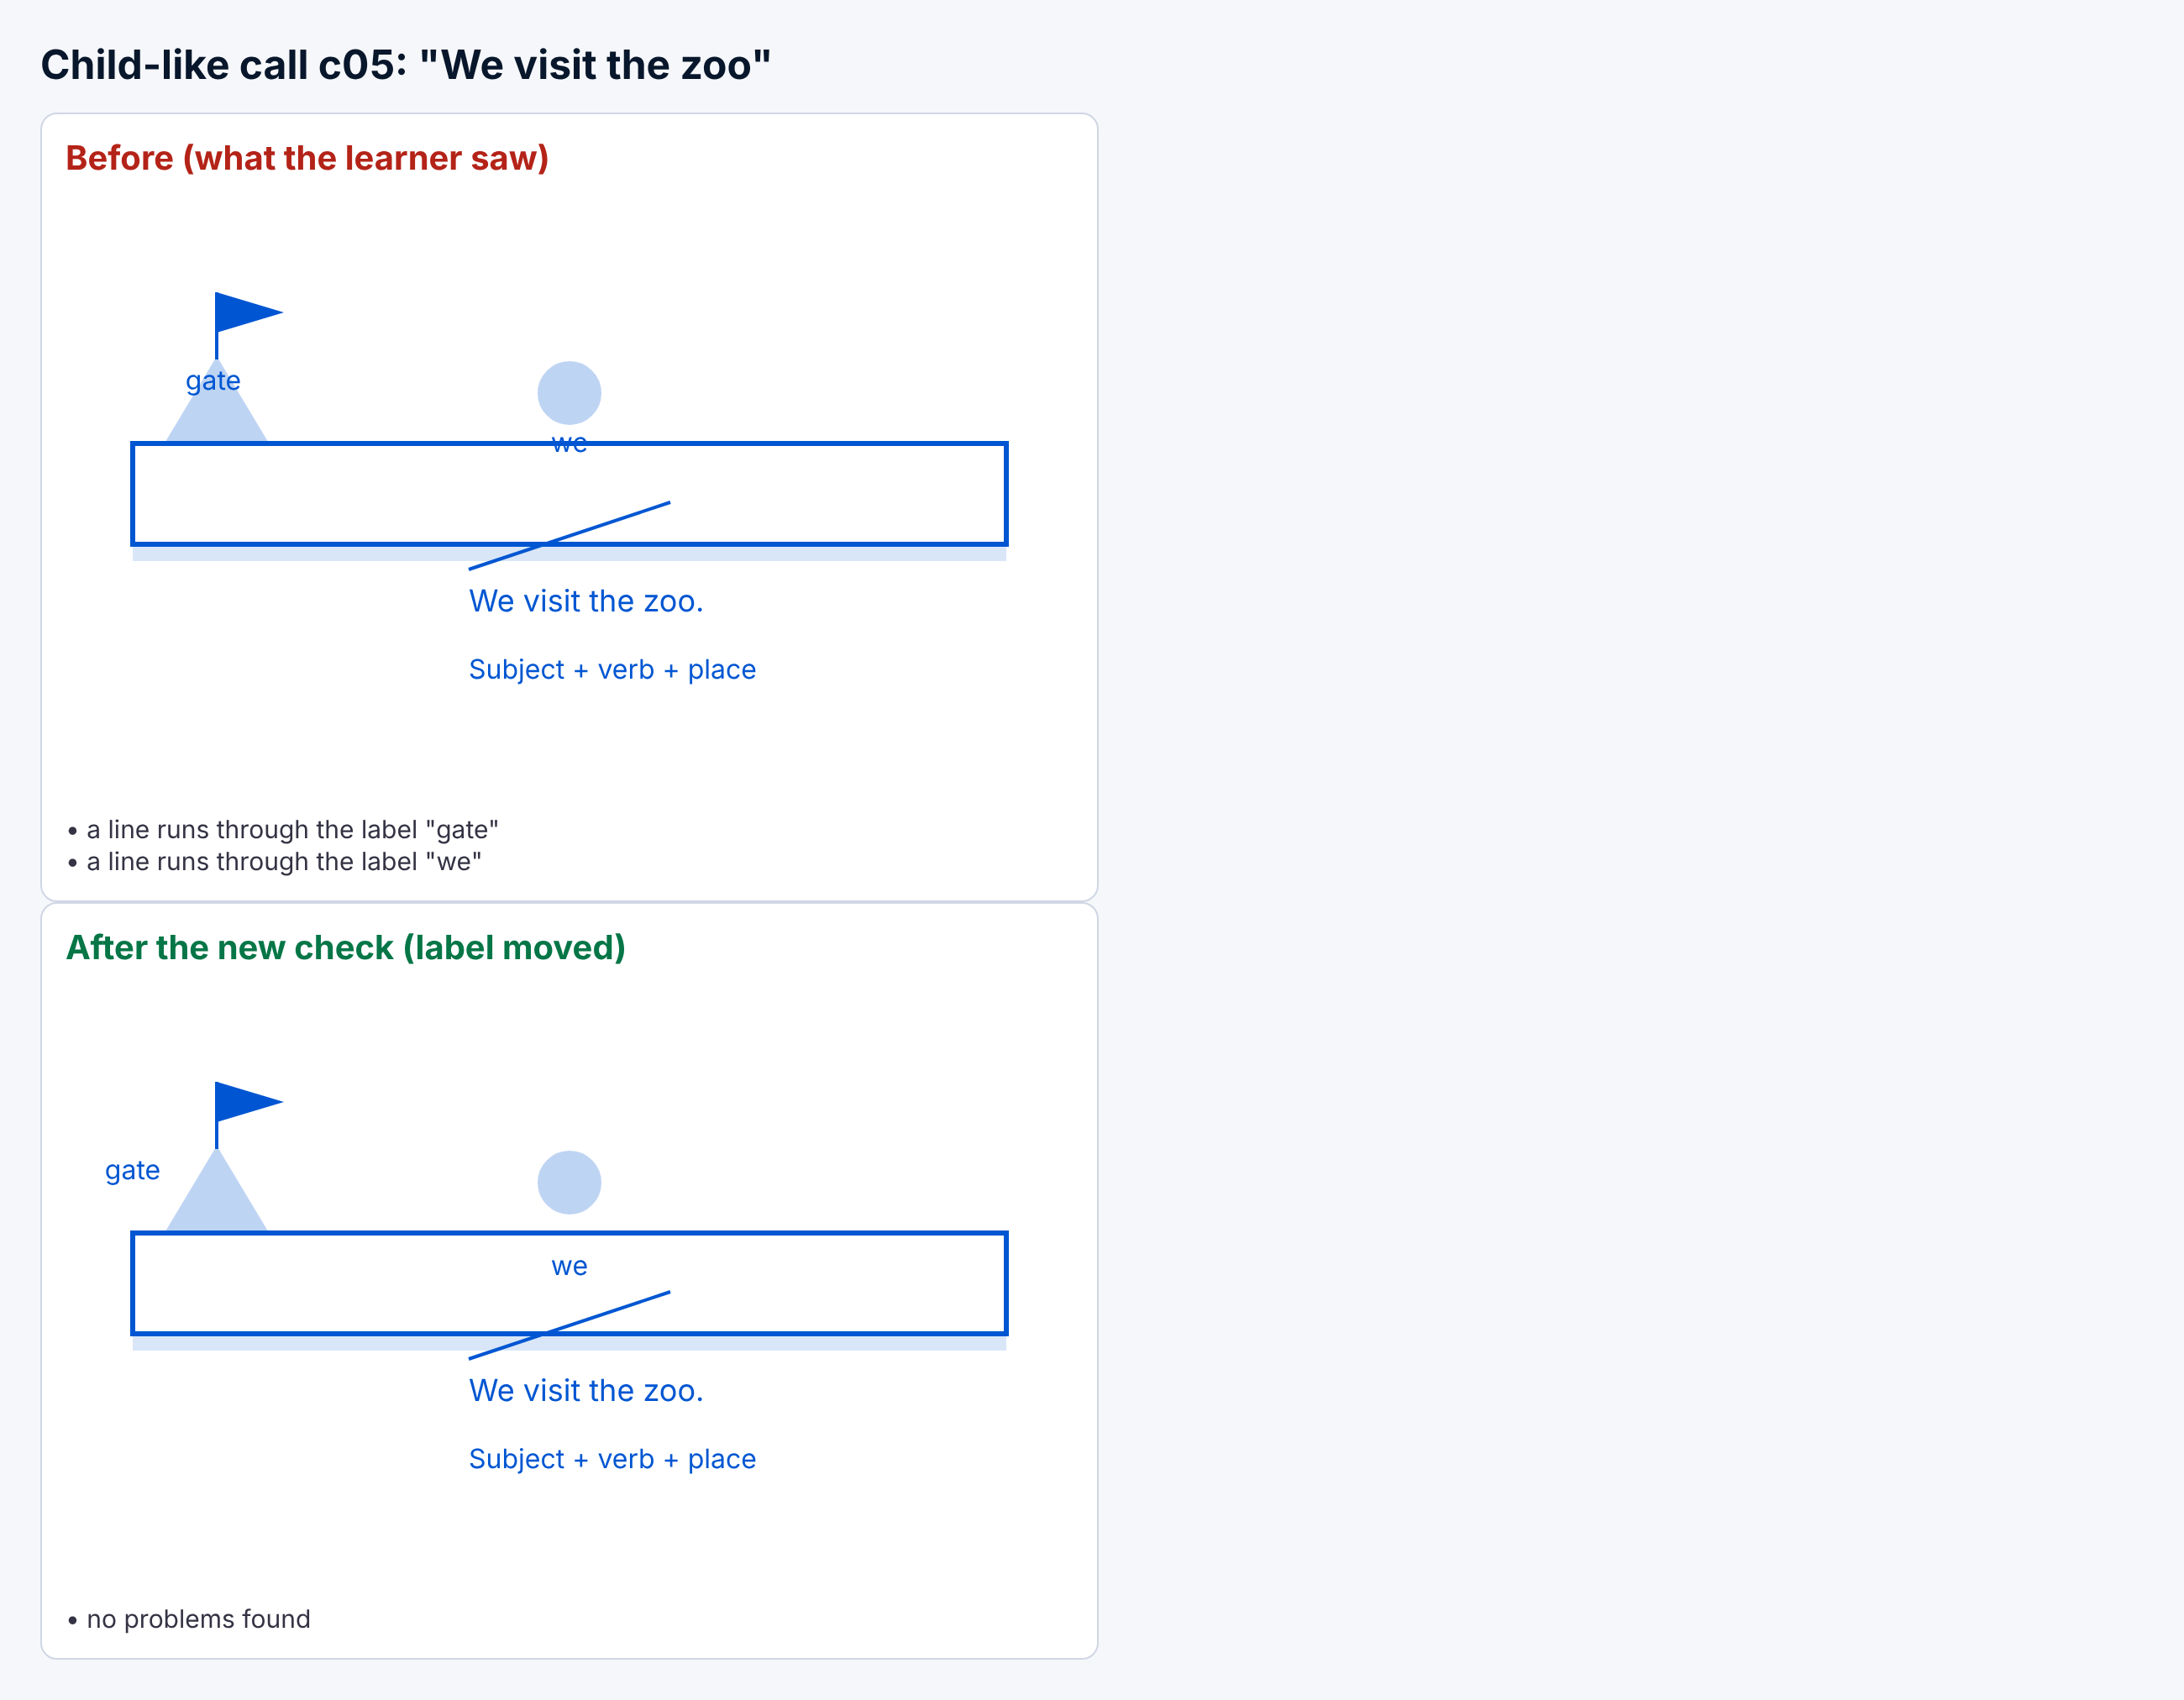 Child-like call c05: "We visit the zoo"
Before (what the learner saw)
gate
we
We visit the zoo.
Subject + verb + place
• a line runs through the label "gate"
• a line runs through the label "we"
After the new check (label moved)
gate
we
We visit the zoo.
Subject + verb + place
• no problems found